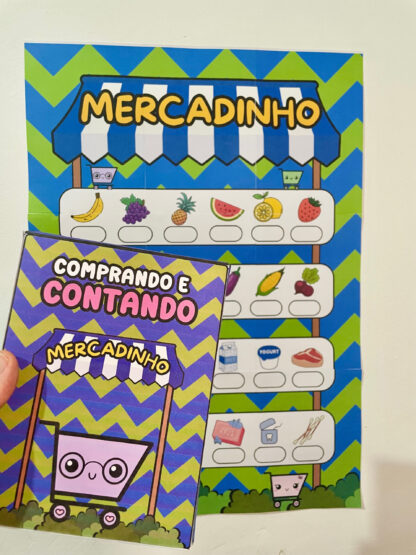 MERCADINHO
COMPRANDO E
CONTANDO
MERCADINHO
YOGURT